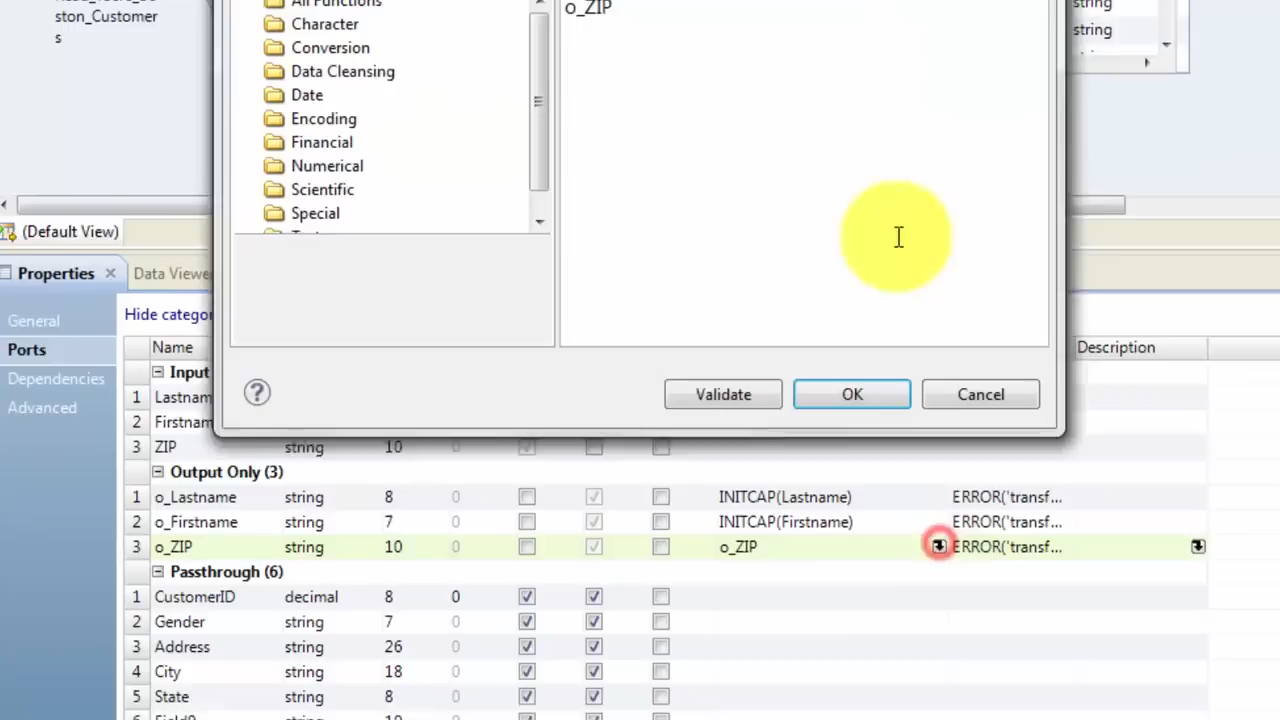 ston_Customer
s
All Functions
Character
Conversion
Data Cleansing
Date
Encoding
Financial
Numerical
Scientific
Special
o_ZIP
string
string
(Default View)
Properties
Data Viewe
General
Ports
Dependencies
Advanced
Hide catego
Validate
OK
Cancel
Name
Description
Input
1 Lastnam
2 Firstnam
3 ZIP string 10 0
Output Only (3)
1 o_Lastname string 8 0 INITCAP(Lastname) ERROR('transf...
2 o_Firstname string 7 0 INITCAP(Firstname) ERROR('transf...
3 o_ZIP string 10 0 o_ZIP ERROR('transf...
Passthrough (6)
1 CustomerID decimal 8 0
2 Gender string 7 0
3 Address string 26 0
4 City string 18 0
5 State string 8 0